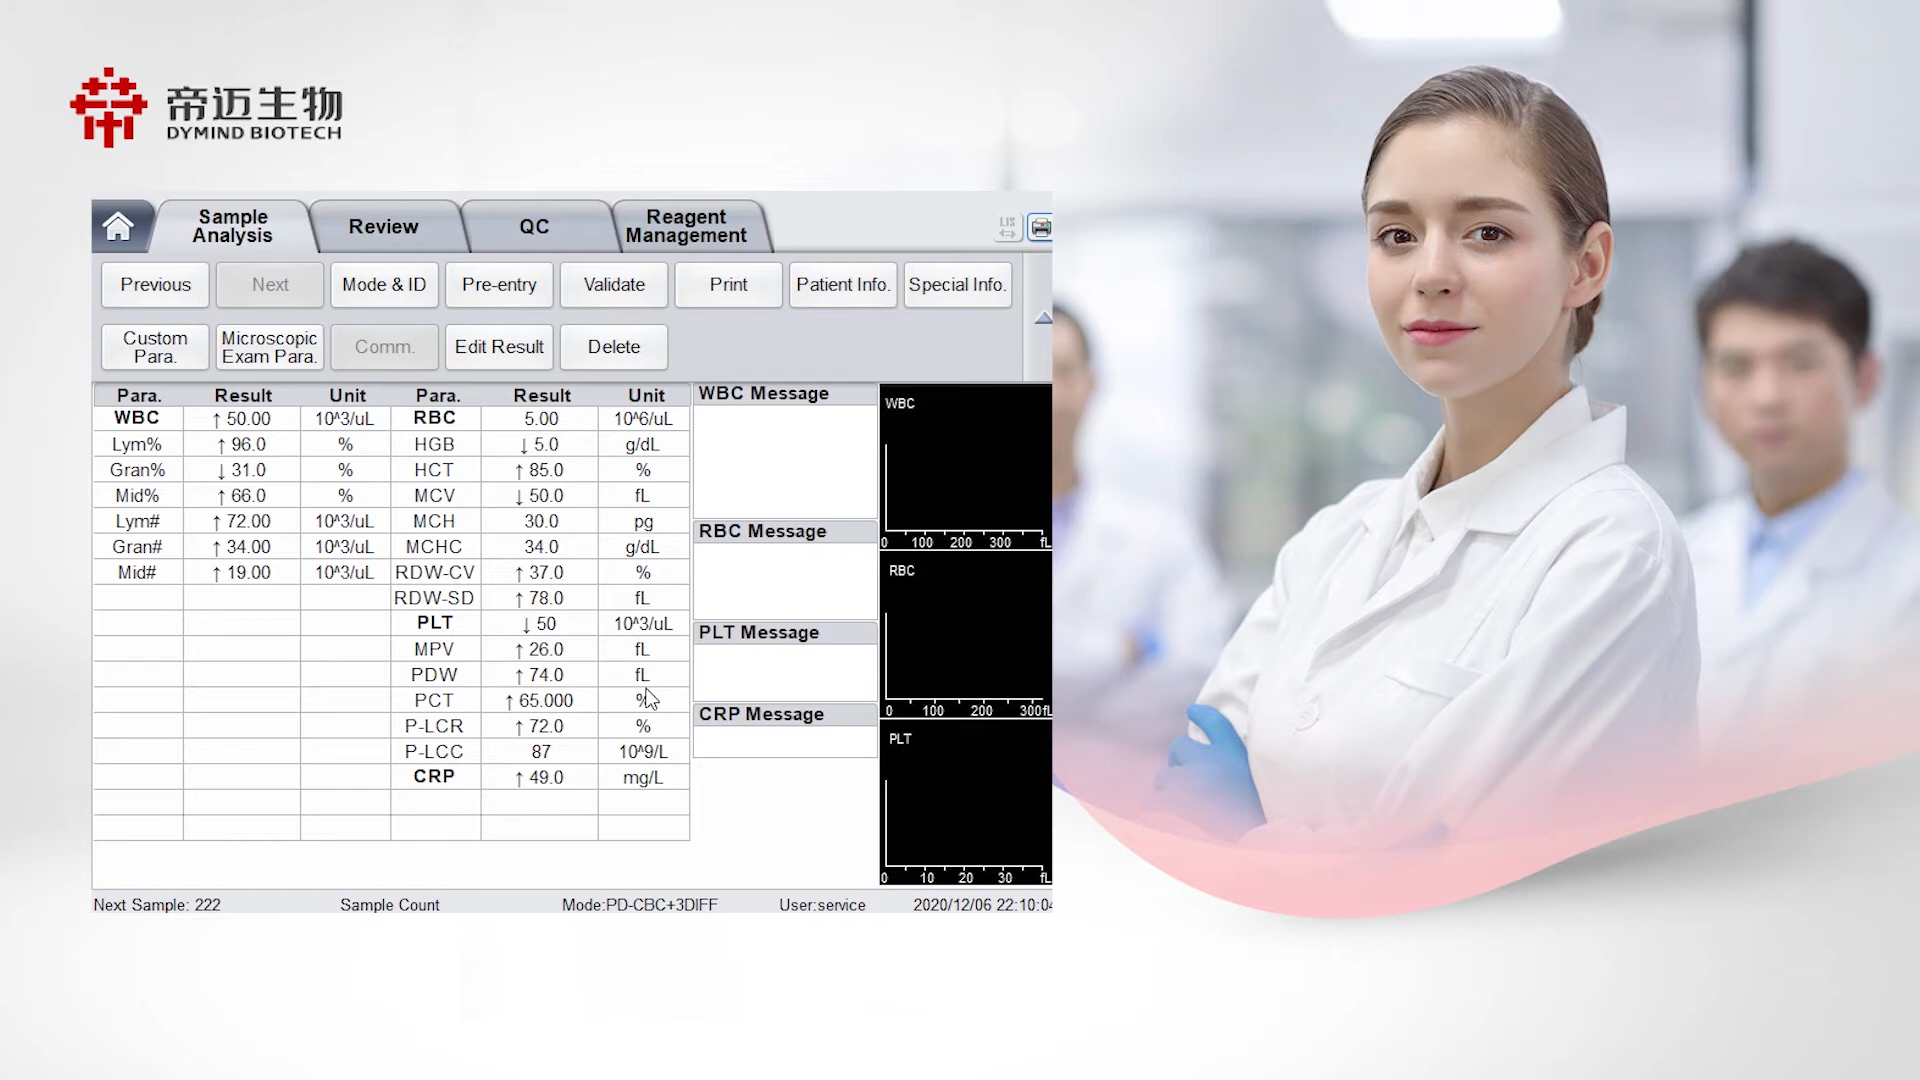 帝迈生物
DYMIND BIOTECH
Sample Analysis
Review
QC
Reagent Management
LIS
Previous
Next
Mode & ID
Pre-entry
Validate
Print
Patient Info.
Special Info.
Custom Para.
Microscopic Exam Para.
Comm.
Edit Result
Delete
Para. Result Unit Para. Result Unit
WBC ↑ 50.00 10^3/uL RBC 5.00 10^6/uL
Lym% ↑ 96.0 % HGB ↓ 5.0 g/dL
Gran% ↓ 31.0 % HCT ↑ 85.0 %
Mid% ↑ 66.0 % MCV ↓ 50.0 fL
Lym# ↑ 72.00 10^3/uL MCH 30.0 pg
Gran# ↑ 34.00 10^3/uL MCHC 34.0 g/dL
Mid# ↑ 19.00 10^3/uL RDW-CV ↑ 37.0 %
RDW-SD ↑ 78.0 fL
PLT ↓ 50 10^3/uL
MPV ↑ 26.0 fL
PDW ↑ 74.0 fL
PCT ↑ 65.000 %
P-LCR ↑ 72.0 %
P-LCC 87 10^9/L
CRP ↑ 49.0 mg/L
WBC Message
RBC Message
PLT Message
CRP Message
WBC
0 100 200 300 fL
RBC
0 100 200 300fL
PLT
0 10 20 30 fL
Next Sample: 222
Sample Count
Mode:PD-CBC+3DIFF
User:service
2020/12/06 22:10:04